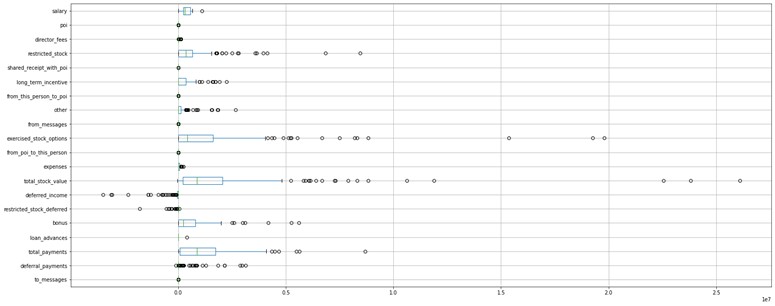 salary
poi
director_fees
restricted_stock
shared_receipt_with_poi
long_term_incentive
from_this_person_to_poi
other
from_messages
exercised_stock_options
from_poi_to_this_person
expenses
total_stock_value
deferred_income
restricted_stock_deferred
bonus
loan_advances
total_payments
deferral_payments
to_messages
0.0 0.5 1.0 1.5 2.0 2.5
1e7